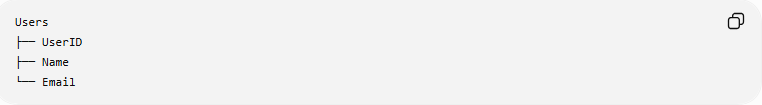 Users
├── UserID
├── Name
└── Email